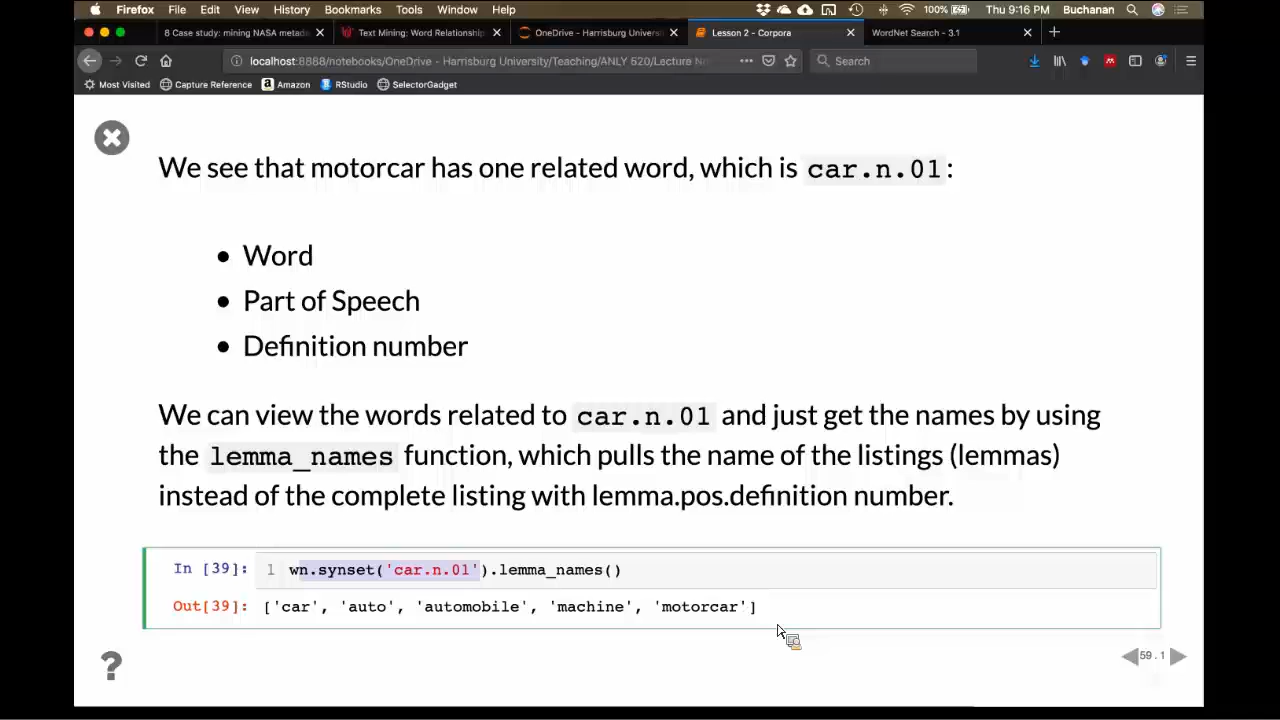 Firefox File Edit View History Bookmarks Tools Window Help 100% Thu 9:16 PM Buchanan
8 Case study: mining NASA metad
Text Mining: Word Relationship
OneDrive - Harrisburg Universi
Lesson 2 - Corpora
WordNet Search - 3.1
localhost:8888/notebooks/OneDrive - Harrisburg University/Teaching/ANLY 520/Lecture N
Search
Most Visited Capture Reference Amazon RStudio SelectorGadget
We see that motorcar has one related word, which is car.n.01:
• Word
• Part of Speech
• Definition number
We can view the words related to car.n.01 and just get the names by using
the lemma_names function, which pulls the name of the listings (lemmas)
instead of the complete listing with lemma.pos.definition number.
In [39]: 1 wn.synset('car.n.01').lemma_names()
Out[39]: ['car', 'auto', 'automobile', 'machine', 'motorcar']
?
59.1